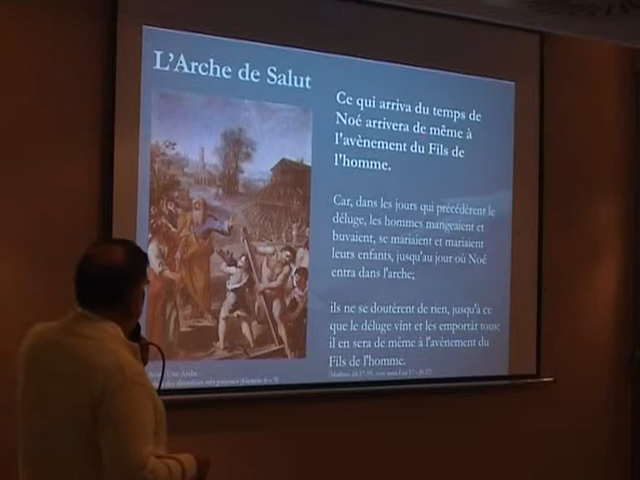 L'Arche de Salut
Ce qui arriva du temps de
Noé arrivera de même à
l'avènement du Fils de
l'homme.
Car, dans les jours qui précédèrent le
déluge, les hommes mangeaient et
buvaient, se mariaient et mariaient
leurs enfants, jusqu'au jour où Noé
entra dans l'arche;
ils ne se doutèrent de rien, jusqu'à ce
que le déluge vint et les emportât tous:
il en sera de même à l'avènement du
Fils de l'homme.